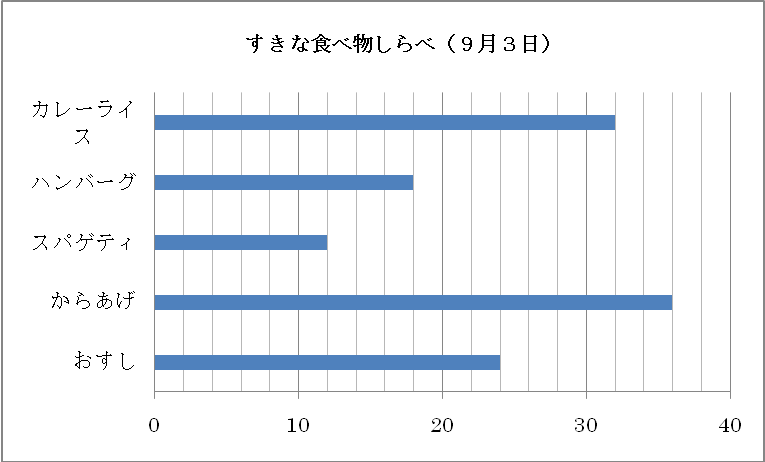 すきな食べ物しらべ（９月３日）
カレーライ
ス
ハンバーグ
スパゲティ
からあげ
おすし
0 10 20 30 40